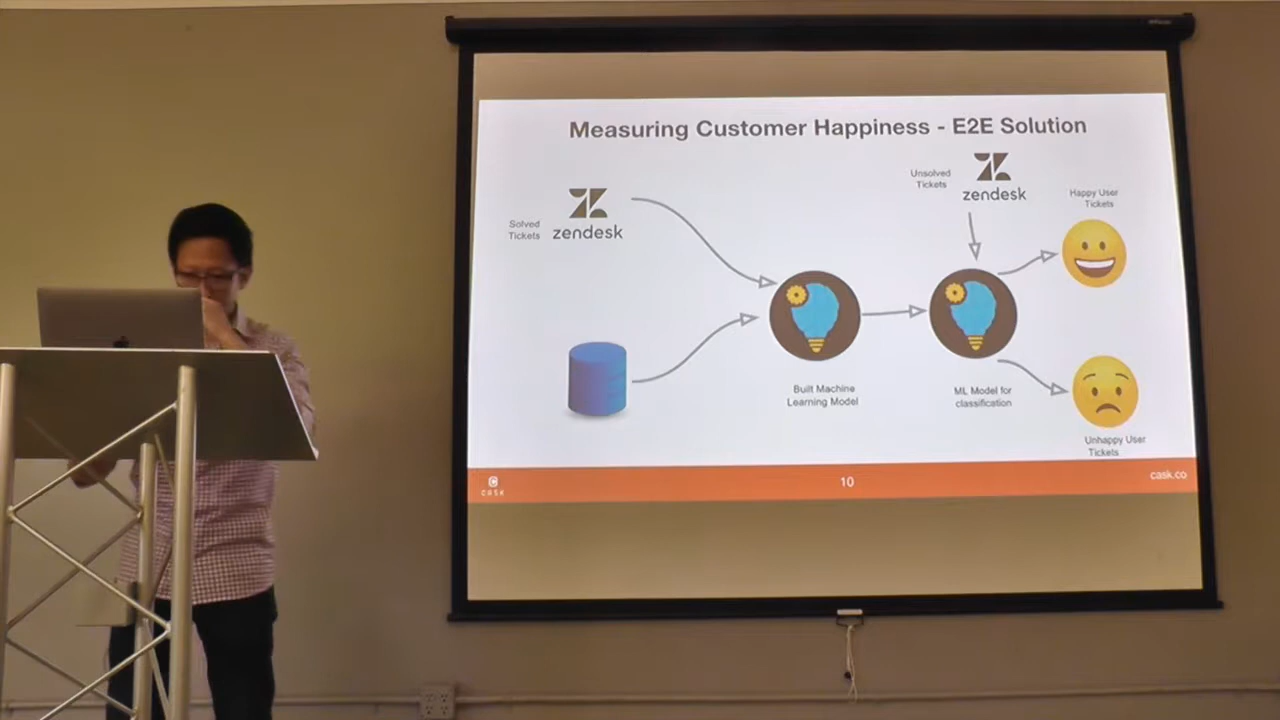 Measuring Customer Happiness - E2E Solution
Solved
Tickets
zendesk
Unsolved
Tickets
zendesk
Happy User
Tickets
Built Machine
Learning Model
ML Model for
classification
Unhappy User
Tickets
CASK
10
cask.co